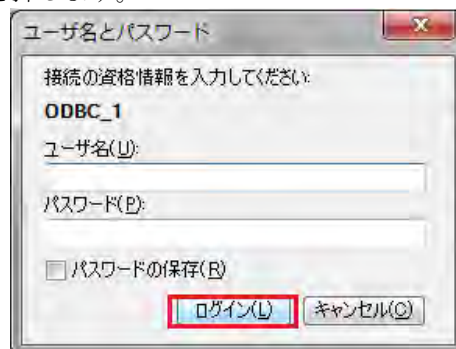 ユーザ名とパスワード
接続の資格情報を入力してください:
ODBC_1
ユーザ名(U):
パスワード(P):
パスワードの保存(R)
ログイン(L) キャンセル(C)